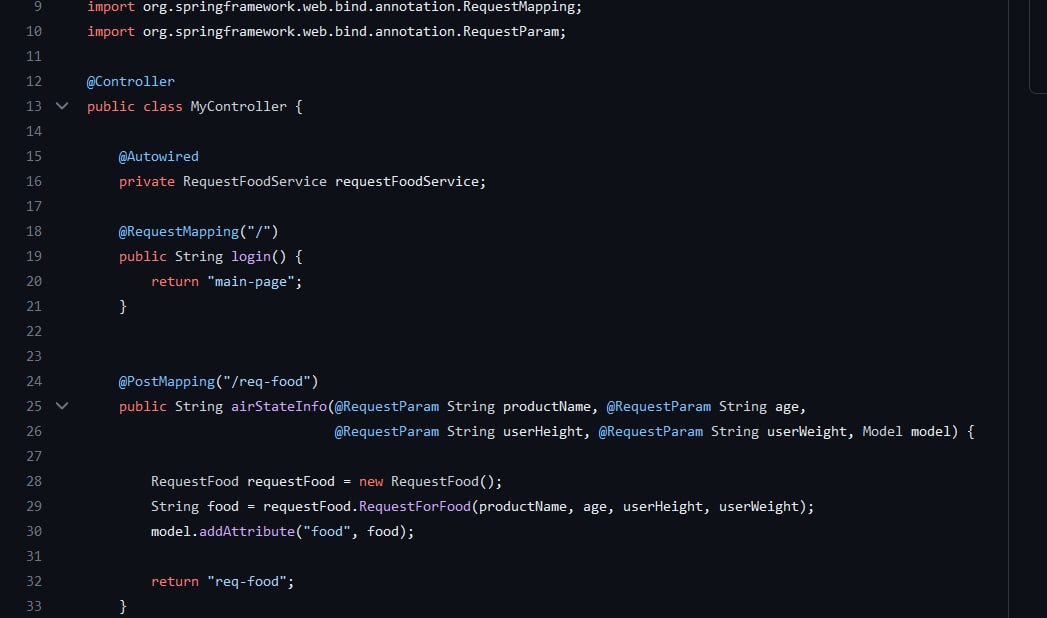 9 import org.springframework.web.bind.annotation.RequestMapping;
10 import org.springframework.web.bind.annotation.RequestParam;
11
12 @Controller
13 public class MyController {
14
15 @Autowired
16 private RequestFoodService requestFoodService;
17
18 @RequestMapping("/")
19 public String login() {
20 return "main-page";
21 }
22
23
24 @PostMapping("/req-food")
25 public String airStateInfo(@RequestParam String productName, @RequestParam String age,
26 @RequestParam String userHeight, @RequestParam String userWeight, Model model) {
27
28 RequestFood requestFood = new RequestFood();
29 String food = requestFood.RequestForFood(productName, age, userHeight, userWeight);
30 model.addAttribute("food", food);
31
32 return "req-food";
33 }